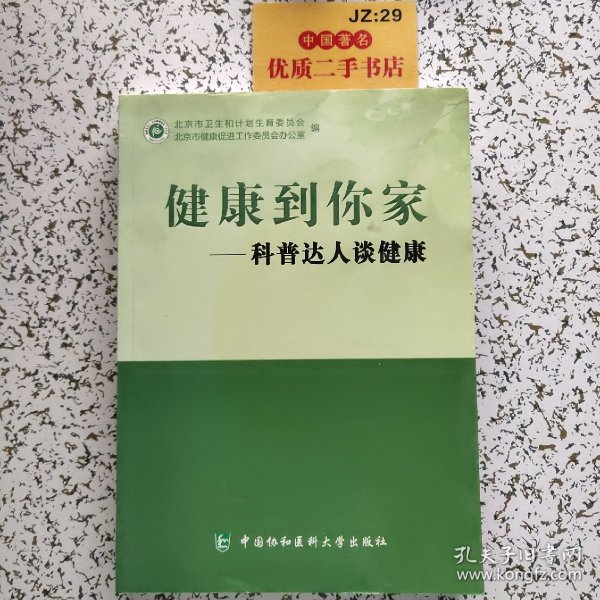 JZ:29
中国著名
优质二手书店
北京市卫生和计划生育委员会
北京市健康促进工作委员会办公室
编
健康到你家
——科普达人谈健康
中国协和医科大学出版社
孔夫子旧书网
www.kongfz.com